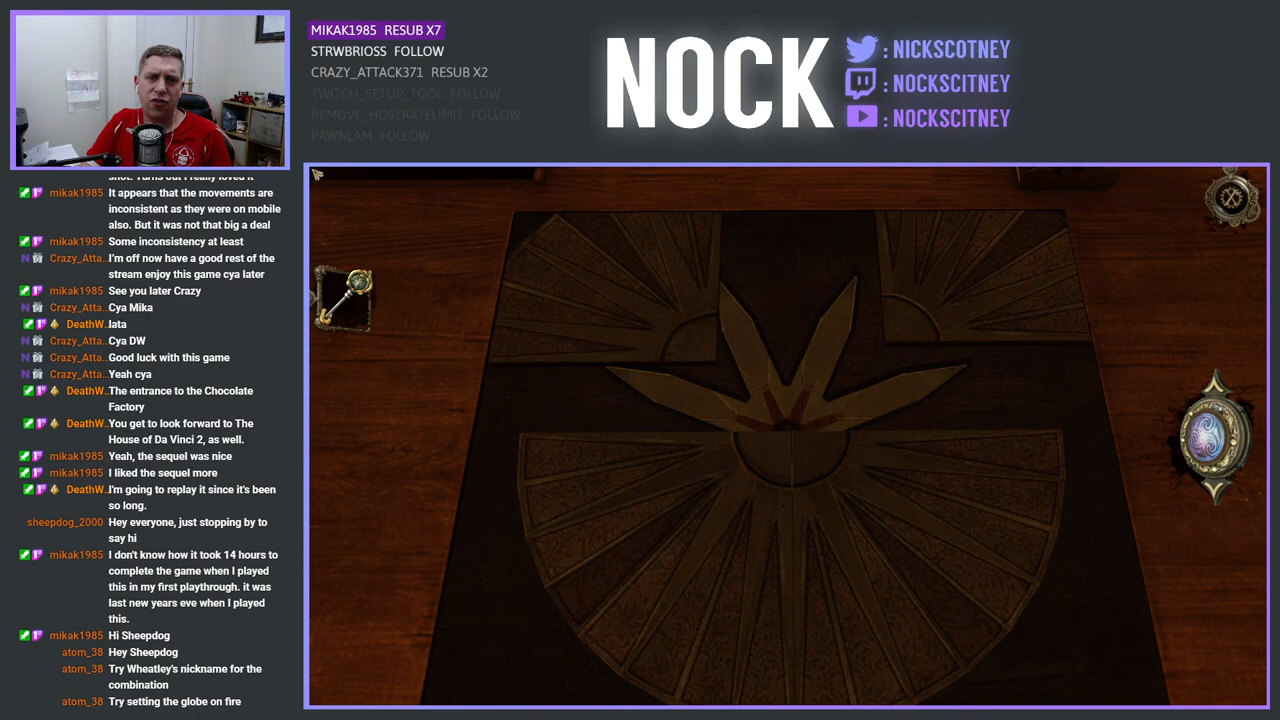 MIKAK1985 RESUB X7
STRWBRIOSS FOLLOW
CRAZY_ATTACK371 RESUB X2
TWITCH_SETUP_TOOL FOLLOW
REMOVE_HOSTRATELIMIT FOLLOW
PAWNLAM FOLLOW
NOCK
: NICKSCOTNEY
: NOCKSCITNEY
: NOCKSCITNEY
shot. Turns out I really loved it
mikak1985 It appears that the movements are
inconsistent as they were on mobile
also. But it was not that big a deal
mikak1985 Some inconsistency at least
Crazy_Atta.. I'm off now have a good rest of the
stream enjoy this game cya later
mikak1985 See you later Crazy
Crazy_Atta.. Cya Mika
DeathW.. lata
Crazy_Atta.. Cya DW
Crazy_Atta.. Good luck with this game
Crazy_Atta.. Yeah cya
DeathW.. The entrance to the Chocolate
Factory
DeathW.. You get to look forward to The
House of Da Vinci 2, as well.
mikak1985 Yeah, the sequel was nice
mikak1985 I liked the sequel more
DeathW.. I'm going to replay it since it's been
so long.
sheepdog_2000 Hey everyone, just stopping by to
say hi
mikak1985 I don't know how it took 14 hours to
complete the game when I played
this in my first playthrough. it was
last new years eve when I played
this.
mikak1985 Hi Sheepdog
atom_38 Hey Sheepdog
atom_38 Try Wheatley's nickname for the
combination
atom_38 Try setting the globe on fire